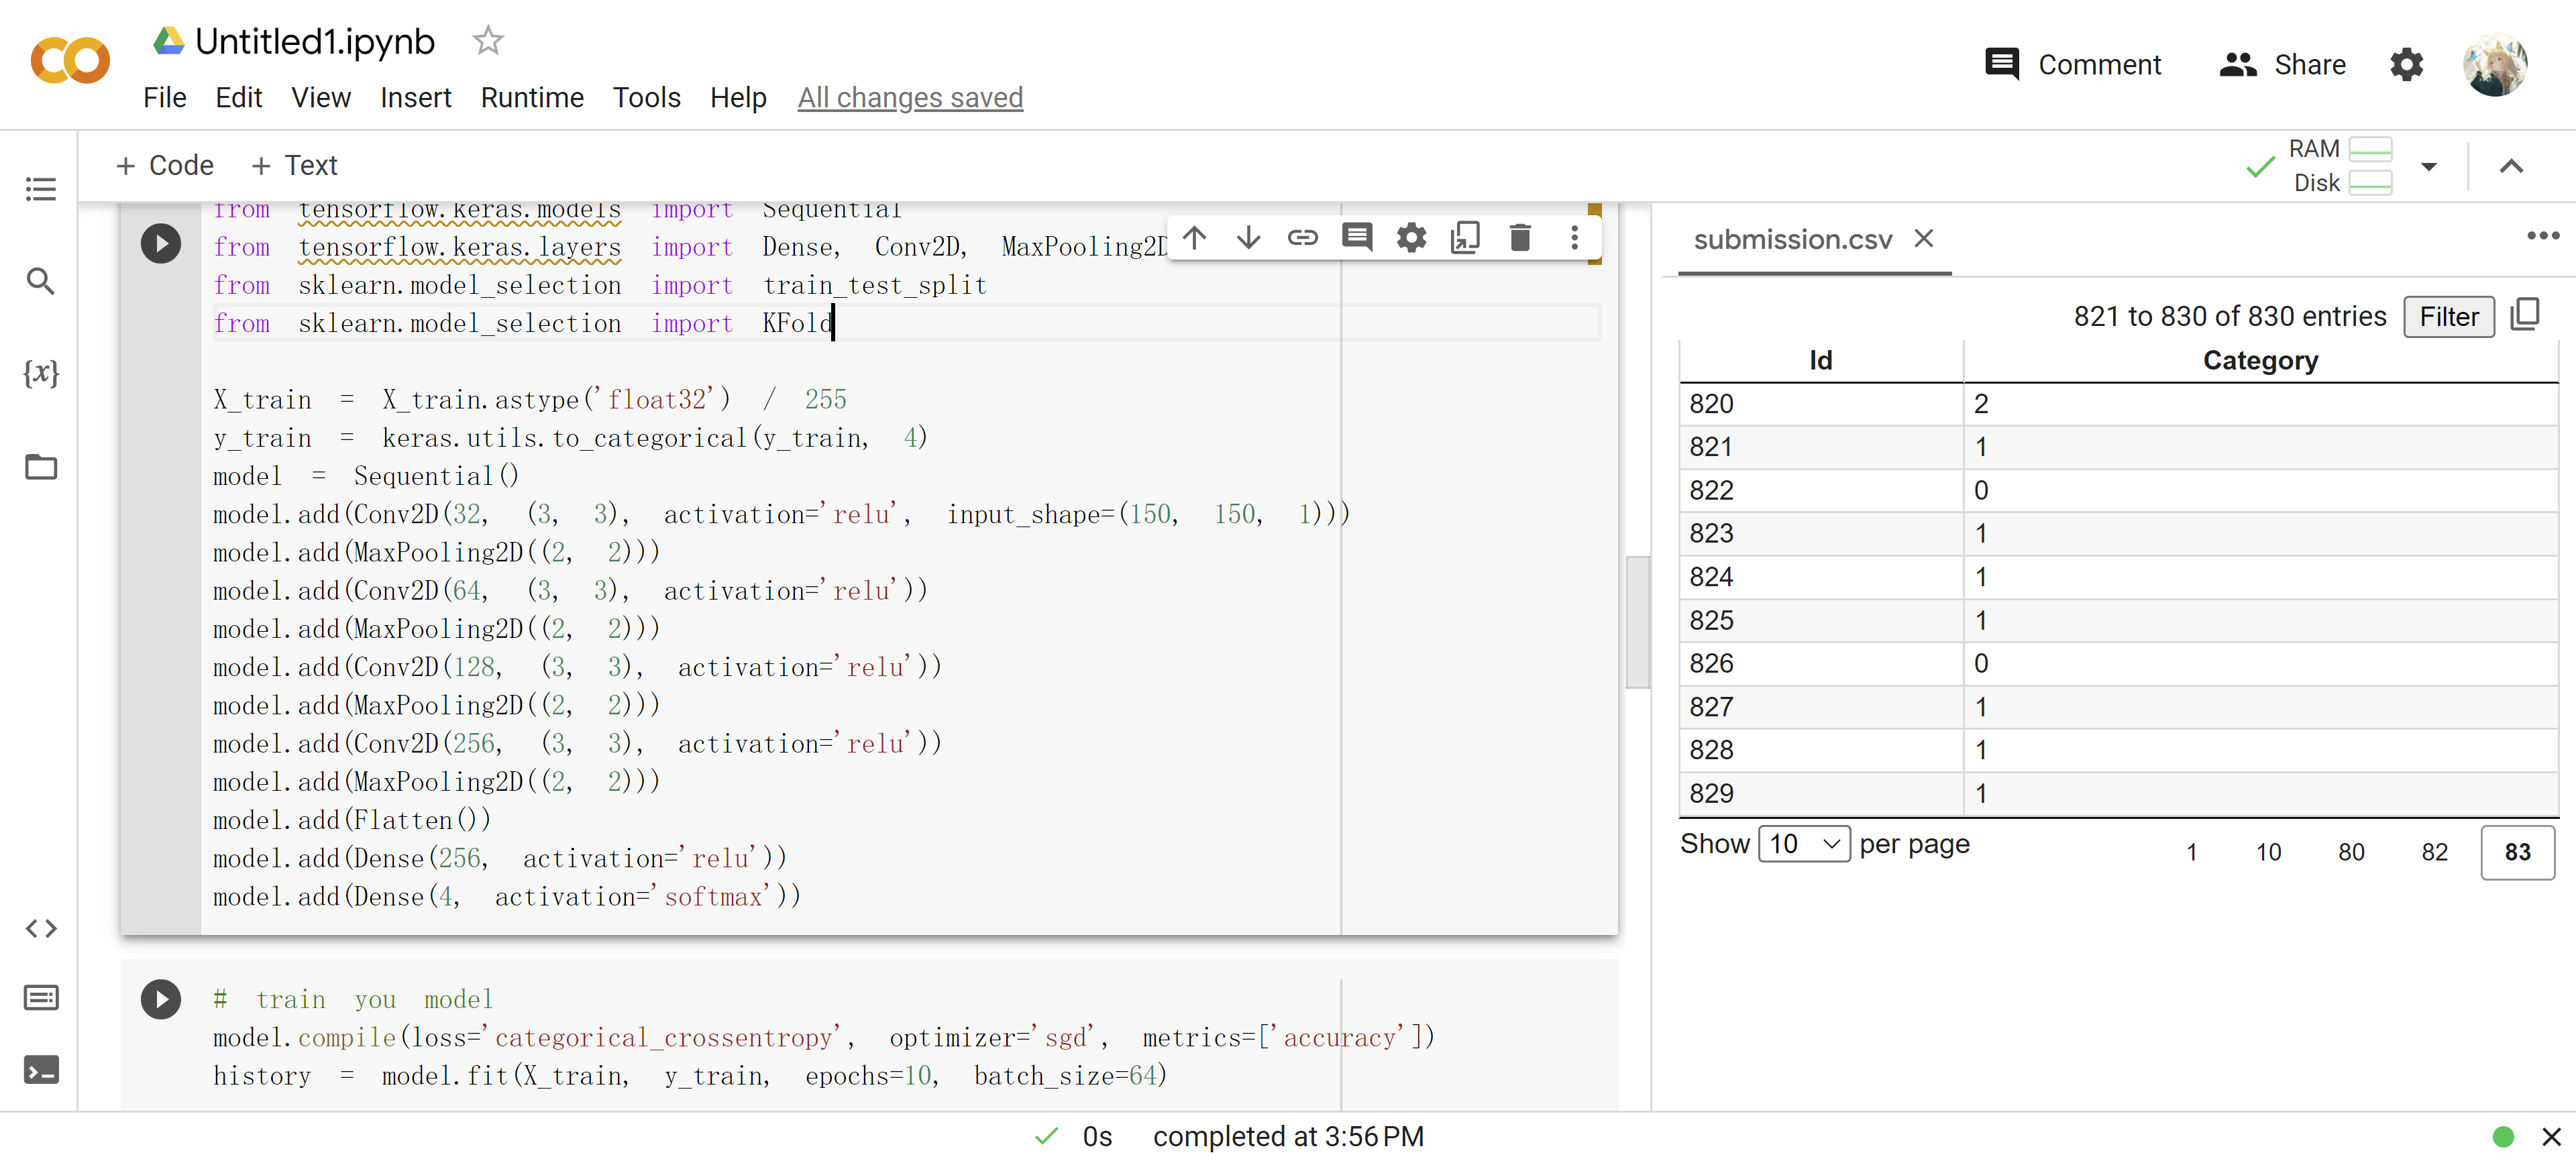 Untitled1.ipynb
Comment
Share
File Edit View Insert Runtime Tools Help All changes saved
+ Code + Text
RAM
Disk
from tensorflow.keras.models import Sequential
from tensorflow.keras.layers import Dense, Conv2D, MaxPooling2D
from sklearn.model_selection import train_test_split
from sklearn.model_selection import KFold
X_train = X_train.astype('float32') / 255
y_train = keras.utils.to_categorical(y_train, 4)
model = Sequential()
model.add(Conv2D(32, (3, 3), activation='relu', input_shape=(150, 150, 1)))
model.add(MaxPooling2D((2, 2)))
model.add(Conv2D(64, (3, 3), activation='relu'))
model.add(MaxPooling2D((2, 2)))
model.add(Conv2D(128, (3, 3), activation='relu'))
model.add(MaxPooling2D((2, 2)))
model.add(Conv2D(256, (3, 3), activation='relu'))
model.add(MaxPooling2D((2, 2)))
model.add(Flatten())
model.add(Dense(256, activation='relu'))
model.add(Dense(4, activation='softmax'))
# train you model
model.compile(loss='categorical_crossentropy', optimizer='sgd', metrics=['accuracy'])
history = model.fit(X_train, y_train, epochs=10, batch_size=64)
submission.csv
821 to 830 of 830 entries Filter
Id Category
820 2
821 1
822 0
823 1
824 1
825 1
826 0
827 1
828 1
829 1
Show 10 per page 1 10 80 82 83
0s completed at 3:56 PM